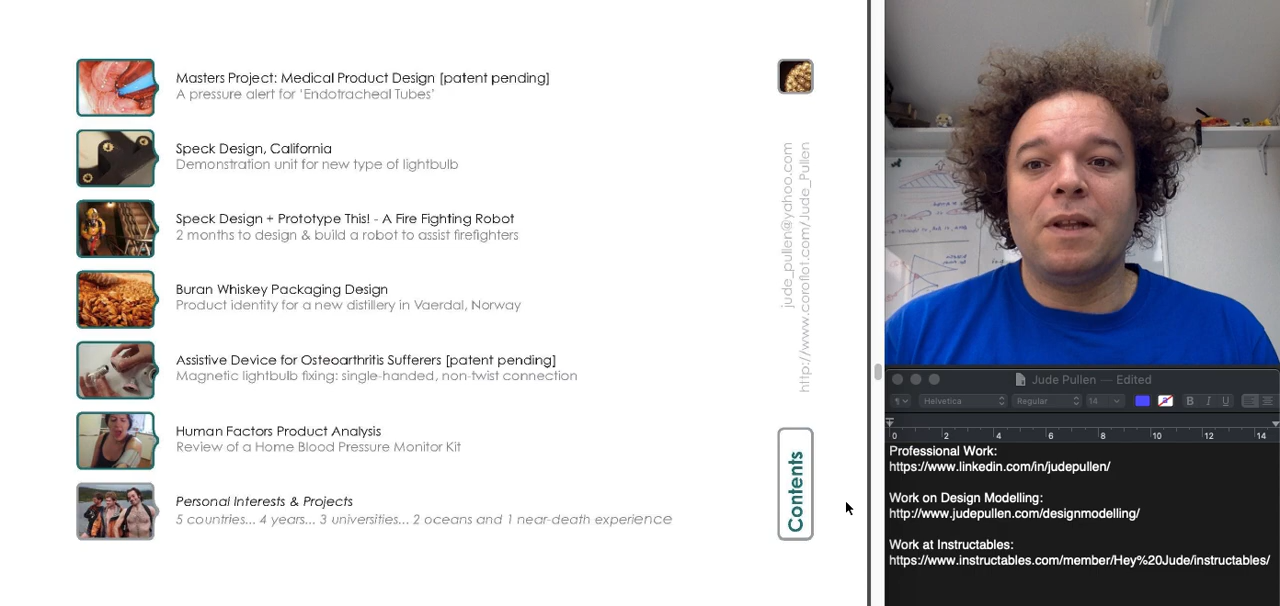 Masters Project: Medical Product Design [patent pending]
A pressure alert for 'Endotracheal Tubes'
Speck Design, California
Demonstration unit for new type of lightbulb
Speck Design + Prototype This! - A Fire Fighting Robot
2 months to design & build a robot to assist firefighters
Buran Whiskey Packaging Design
Product identity for a new distillery in Vaerdal, Norway
Assistive Device for Osteoarthritis Sufferers [patent pending]
Magnetic lightbulb fixing: single-handed, non-twist connection
Human Factors Product Analysis
Review of a Home Blood Pressure Monitor Kit
Personal Interests & Projects
5 countries... 4 years... 3 universities... 2 oceans and 1 near-death experience
jude_pullen@yahoo.com
http://www.coroflot.com/Jude_Pullen
Contents
Jude Pullen — Edited
¶ Helvetica Regular 14 a B I U
0 2 4 6 8 10 12 14
Professional Work:
https://www.linkedin.com/in/judepullen/
Work on Design Modelling:
http://www.judepullen.com/designmodelling/
Work at Instructables:
https://www.instructables.com/member/Hey%20Jude/instructables/